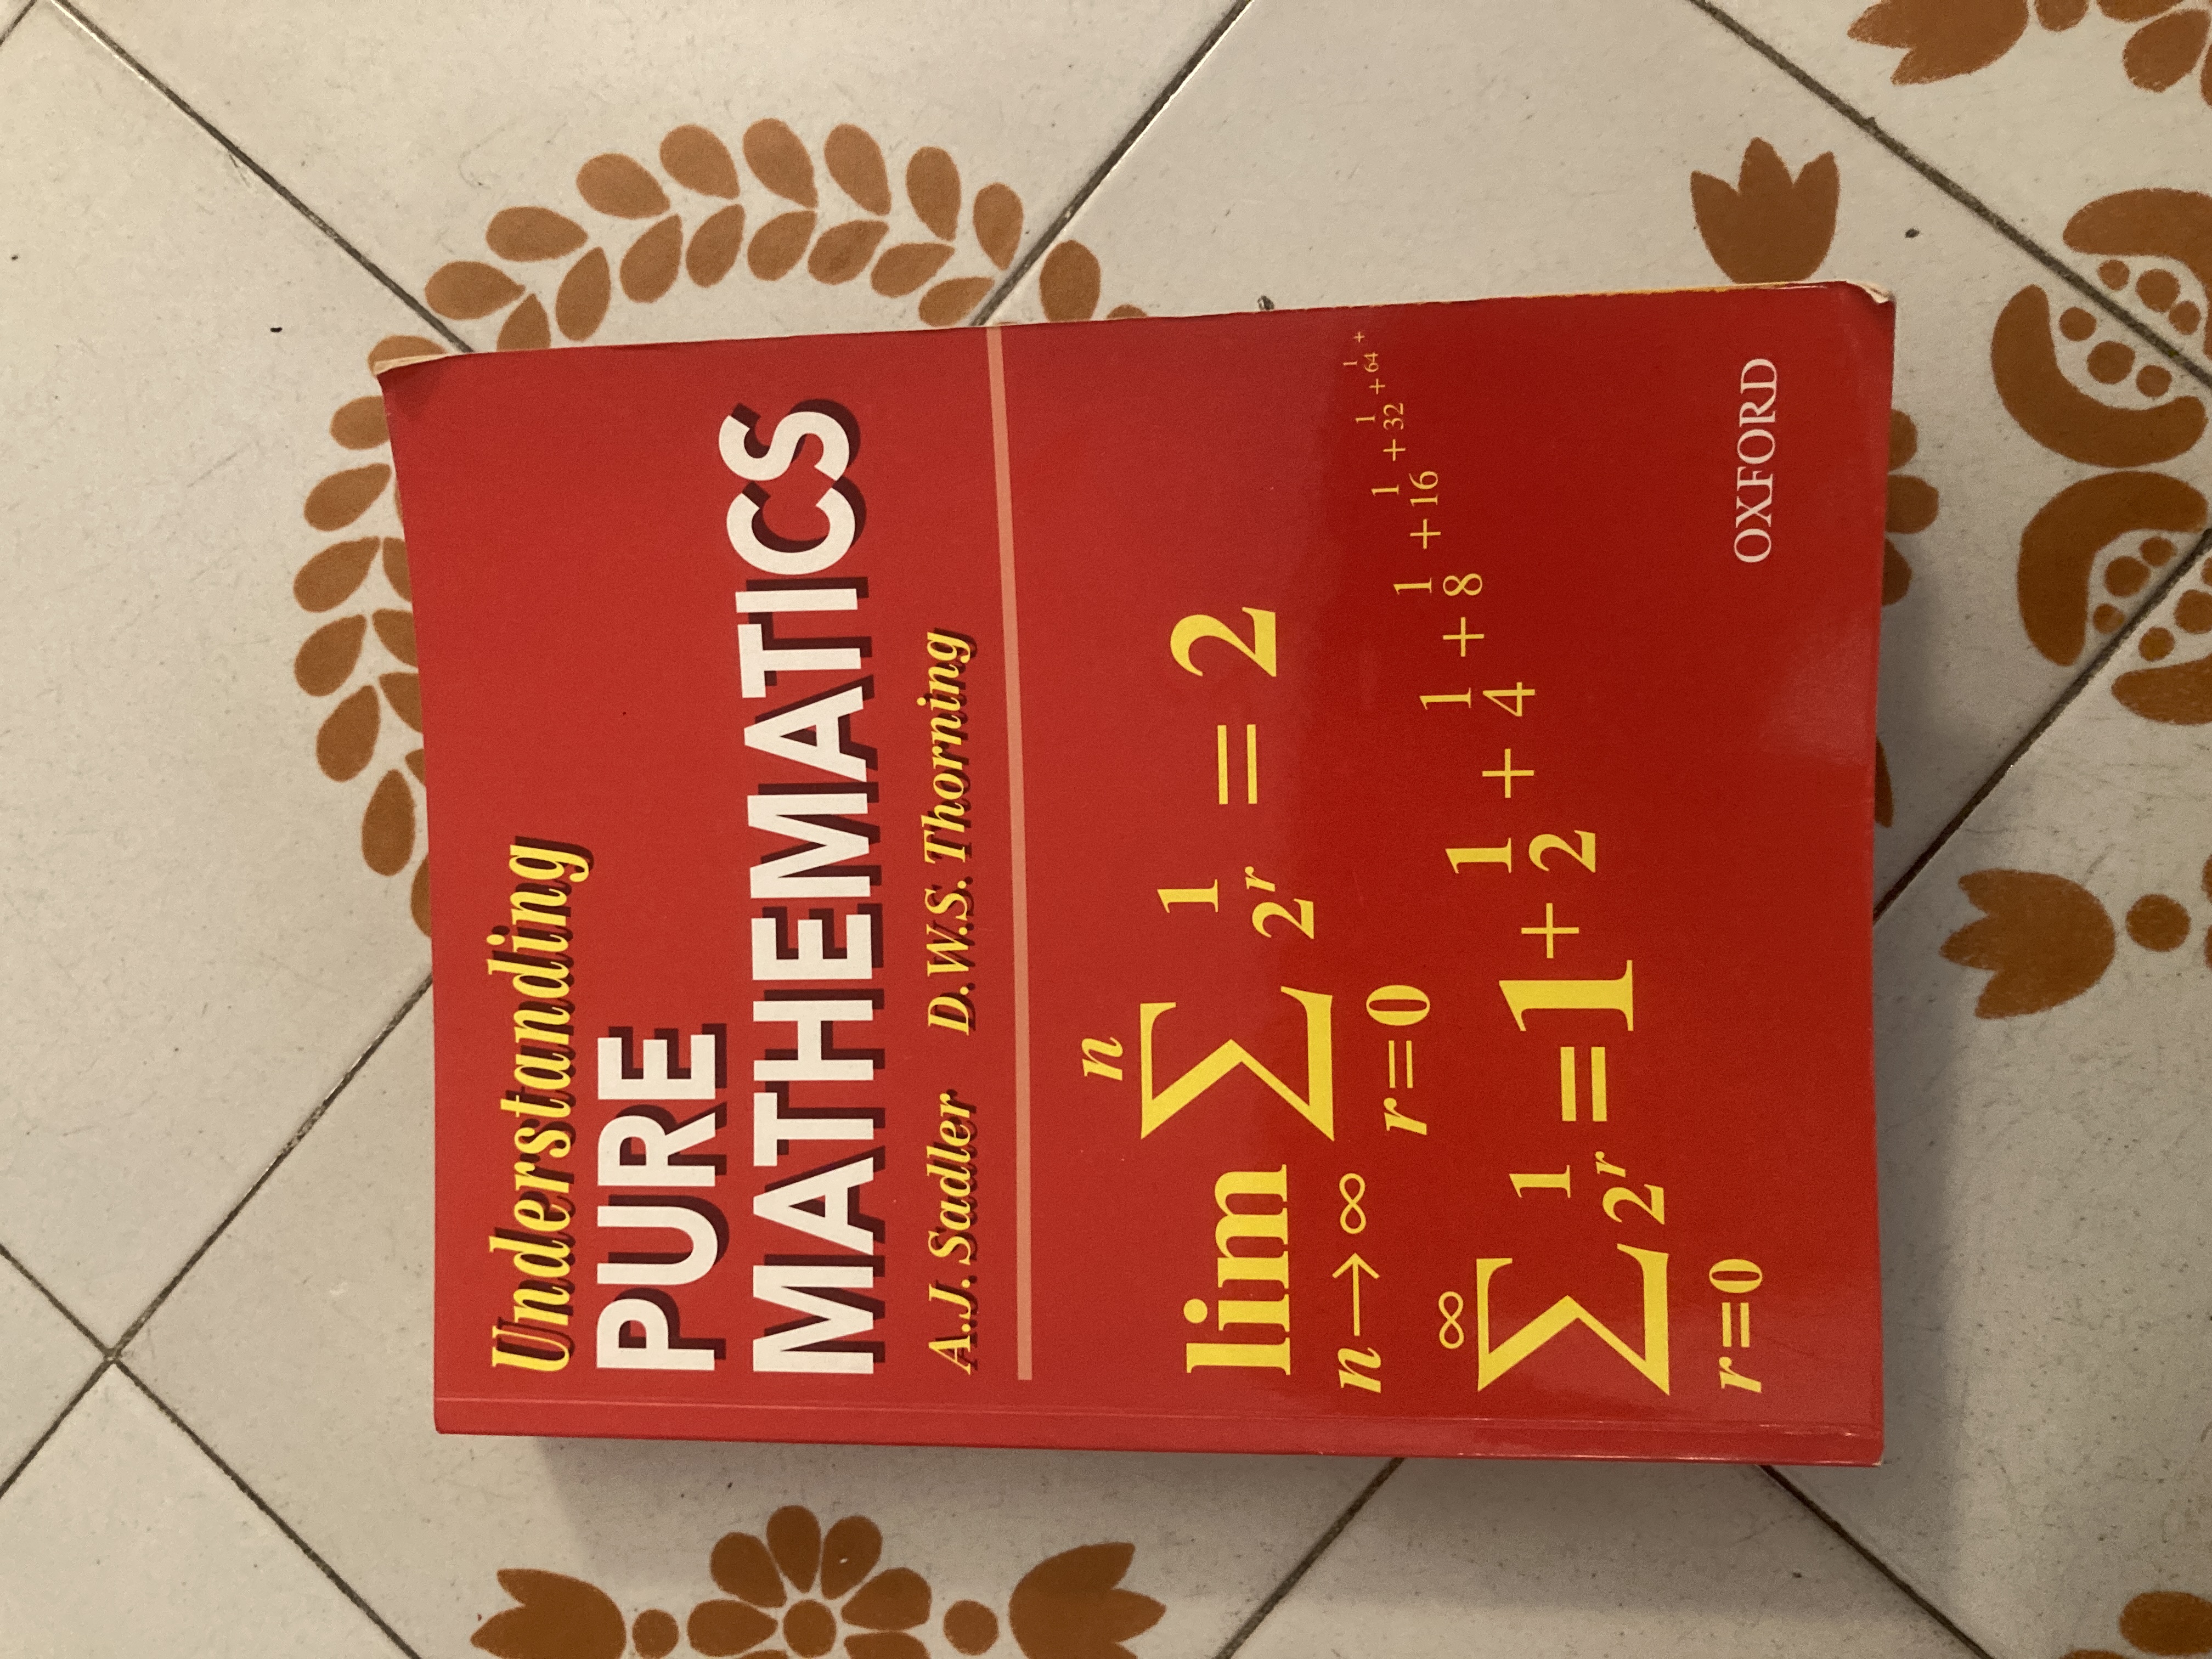 Understanding
PURE
MATHEMATICS
A.J. Sadler D.W.S. Thorning
n
lim ∑ 1/2^r = 2
n→∞ r=0
∞
∑ 1/2^r = 1 + 1/2 + 1/4 + 1/8 + 1/16 + 1/32 + 1/64 +
r=0
OXFORD